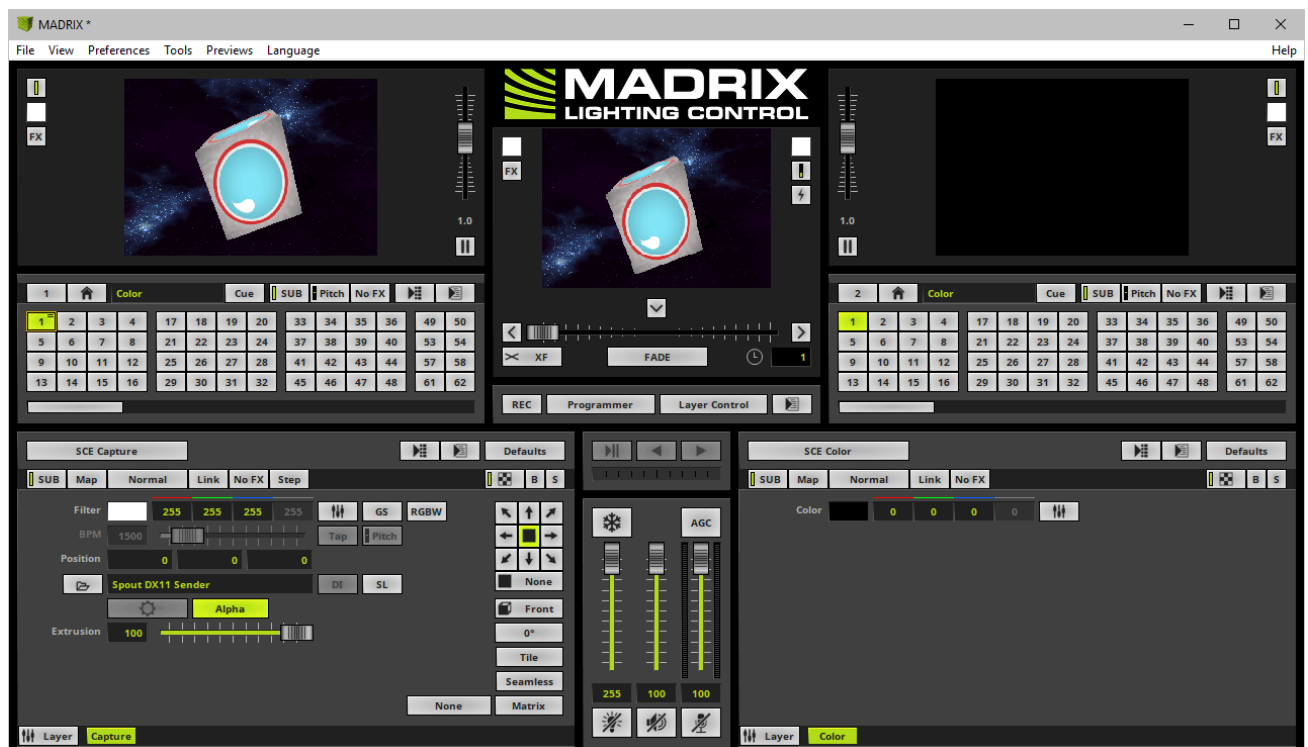 MADRIX *
File View Preferences Tools Previews Language Help
MADRIX
LIGHTING CONTROL
FX
1.0
FX
FX
1.0
1 Color Cue SUB Pitch No FX
1 2 3 4 17 18 19 20 33 34 35 36 49 50
5 6 7 8 21 22 23 24 37 38 39 40 53 54
9 10 11 12 25 26 27 28 41 42 43 44 57 58
13 14 15 16 29 30 31 32 45 46 47 48 61 62
XF FADE 1
REC Programmer Layer Control
2 Color Cue SUB Pitch No FX
1 2 3 4 17 18 19 20 33 34 35 36 49 50
5 6 7 8 21 22 23 24 37 38 39 40 53 54
9 10 11 12 25 26 27 28 41 42 43 44 57 58
13 14 15 16 29 30 31 32 45 46 47 48 61 62
SCE Capture Defaults
SUB Map Normal Link No FX Step B S
Filter 255 255 255 255 GS RGBW
BPM 1500 Tap Pitch
Position 0 0 0
Spout DX11 Sender DI SL
None
Alpha
Front
Extrusion 100
0°
Tile
Seamless
None Matrix
Layer Capture
AGC
255 100 100
SCE Color Defaults
SUB Map Normal Link No FX B S
Color 0 0 0 0
Layer Color